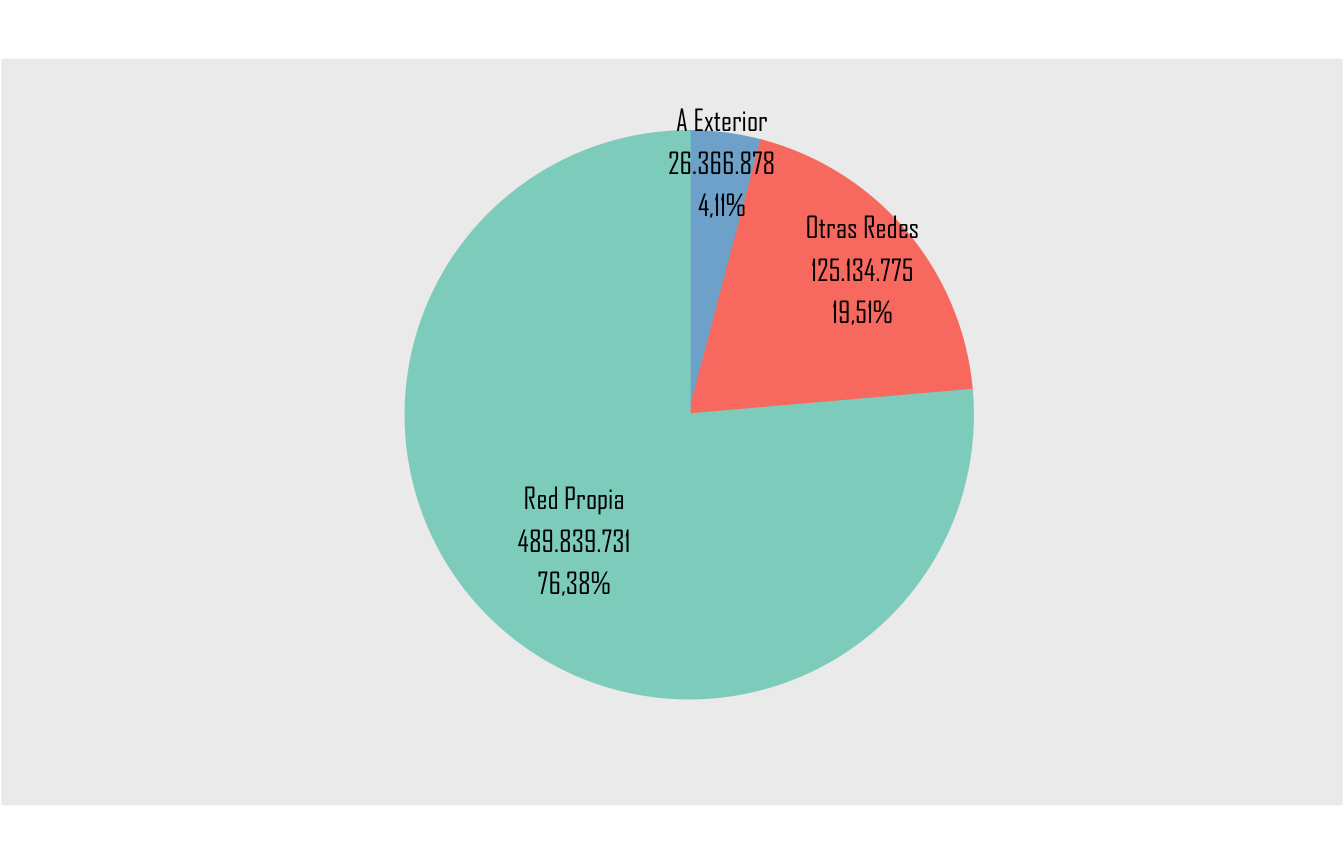 A Exterior
26.366.878
4,11%
Otras Redes
125.134.775
19,51%
Red Propia
489.839.731
76,38%